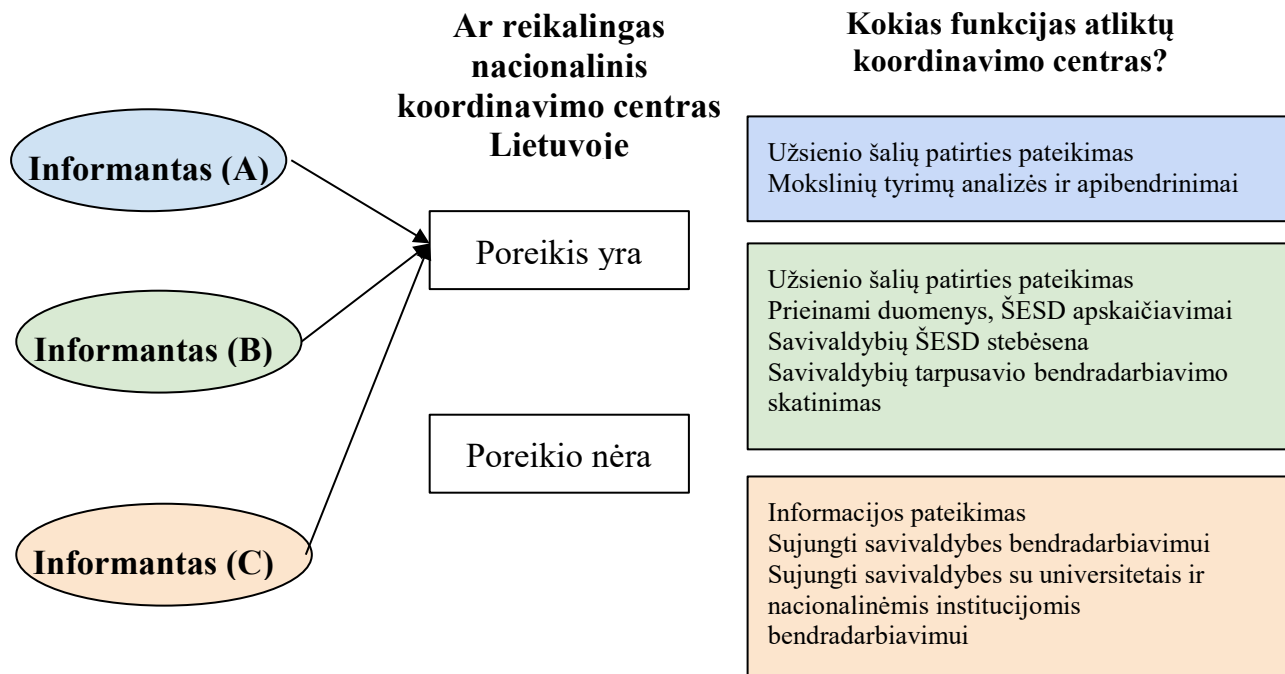 Ar reikalingas
nacionalinis
koordinavimo centras
Lietuvoje
Kokias funkcijas atliktų
koordinavimo centras?
Informantas (A)
Informantas (B)
Informantas (C)
Poreikis yra
Poreikio nėra
Užsienio šalių patirties pateikimas
Mokslinių tyrimų analizės ir apibendrinimai
Užsienio šalių patirties pateikimas
Prieinami duomenys, ŠESD apskaičiavimai
Savivaldybių ŠESD stebėsena
Savivaldybių tarpusavio bendradarbiavimo
skatinimas
Informacijos pateikimas
Sujungti savivaldybes bendradarbiavimui
Sujungti savivaldybes su universitetais ir
nacionalinėmis institucijomis
bendradarbiavimui